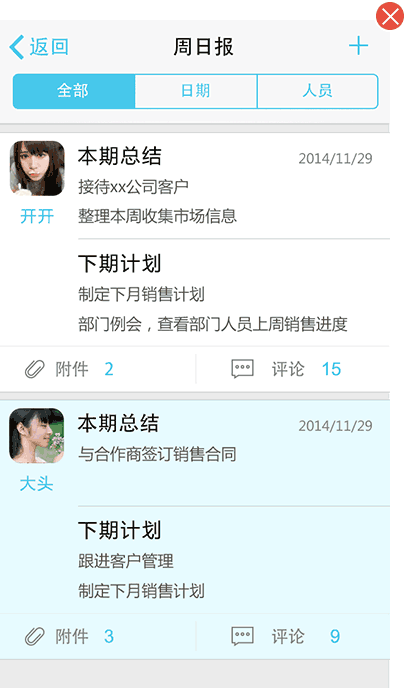 返回 周日报
全部 日期 人员
本期总结 2014/11/29
接待xx公司客户
开开
整理本周收集市场信息
下期计划
制定下月销售计划
部门例会，查看部门人员上周销售进度
附件 2 评论 15
本期总结 2014/11/29
与合作商签订销售合同
大头
下期计划
跟进客户管理
制定下月销售计划
附件 3 评论 9